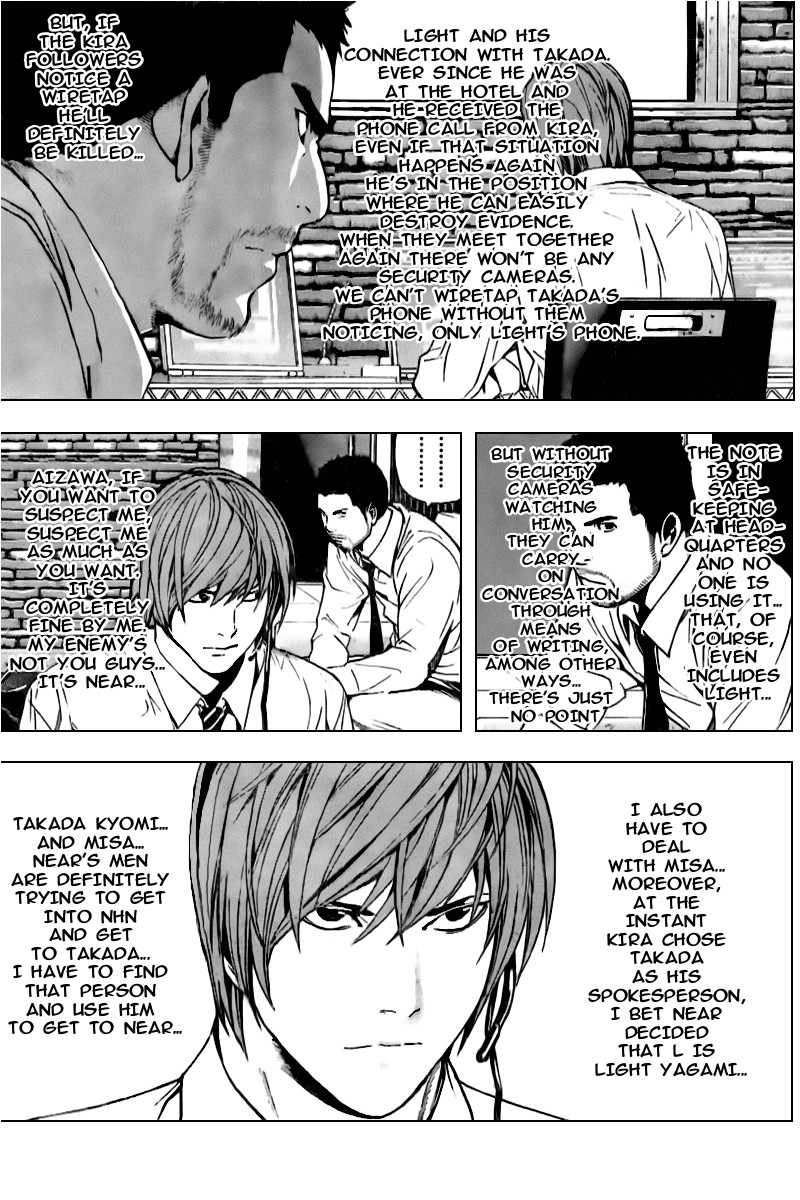 LIGHT AND HIS
CONNECTION WITH TAKADA.
EVER SINCE HE WAS
AT THE HOTEL AND
HE RECEIVED THE
PHONE CALL FROM KIRA,
EVEN IF THAT SITUATION
HAPPENS AGAIN
HE'S IN THE POSITION
WHERE HE CAN EASILY
DESTROY EVIDENCE.
WHEN THEY MEET TOGETHER
AGAIN THERE WON'T BE ANY
SECURITY CAMERAS.
WE CAN'T WIRETAP TAKADA'S
PHONE WITHOUT THEM
NOTICING, ONLY LIGHT'S PHONE.
BUT, IF
THE KIRA
FOLLOWERS
NOTICE A
WIRETAP
HE'LL
DEFINITELY
BE KILLED...
THE NOTE
IS IN
SAFE-
KEEPING
AT HEAD-
QUARTERS
AND NO
ONE IS
USING IT...
THAT, OF
COURSE,
EVEN
INCLUDES
LIGHT...
BUT WITHOUT
SECURITY
CAMERAS
WATCHING
HIM,
THEY CAN
CARRY
ON
CONVERSATION
THROUGH
MEANS
OF WRITING,
AMONG OTHER
WAYS...
THERE'S JUST
NO POINT
AIZAWA, IF
YOU WANT TO
SUSPECT ME,
SUSPECT ME
AS MUCH AS
YOU WANT.
IT'S
COMPLETELY
FINE BY ME.
MY ENEMY'S
NOT YOU GUYS...
IT'S NEAR...
I ALSO
HAVE TO
DEAL
WITH MISA...
MOREOVER,
AT THE
INSTANT
KIRA CHOSE
TAKADA
AS HIS
SPOKESPERSON,
I BET NEAR
DECIDED
THAT L IS
LIGHT YAGAMI...
TAKADA KYOMI...
AND MISA...
NEAR'S MEN
ARE DEFINITELY
TRYING TO GET
INTO NHN
AND GET
TO TAKADA...
I HAVE TO FIND
THAT PERSON
AND USE HIM
TO GET TO NEAR...